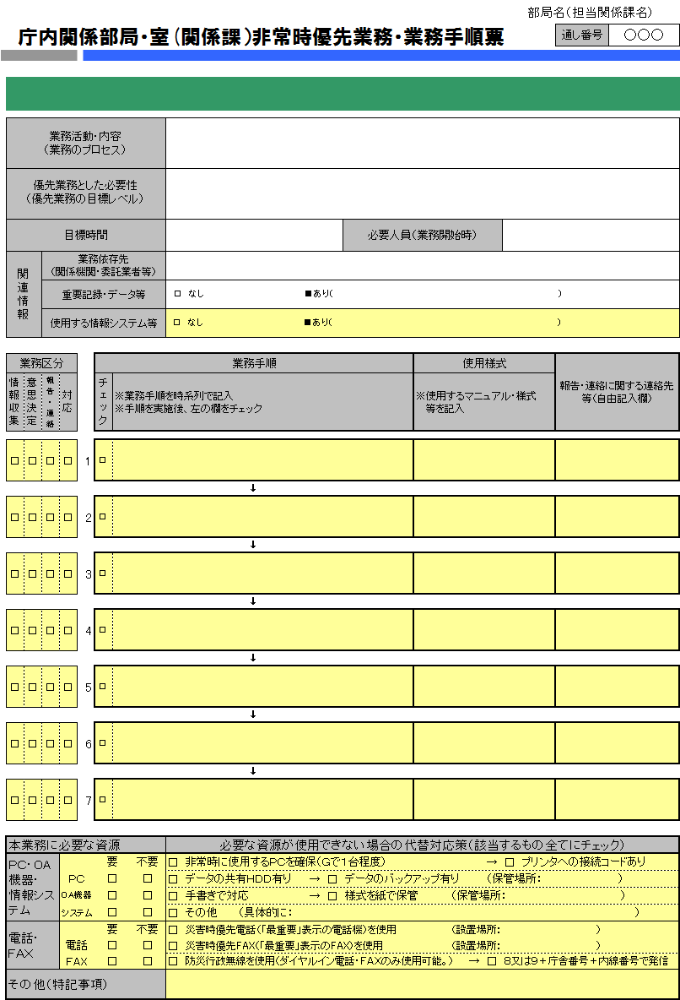 部局名(担当関係課名)
庁内関係部局・室(関係課)非常時優先業務・業務手順票
通し番号 ○○○
業務活動・内容
(業務のプロセス)
優先業務とした必要性
(優先業務の目標レベル)
目標時間 必要人員(業務開始時)
関連情報
業務依存先
(関係機関・委託業者等)
重要記録・データ等 □ なし ■あり( )
使用する情報システム等 □ なし ■あり( )
業務区分 業務手順 使用様式
情報収集 意思決定 報告・連絡 対応
チェック
※業務手順を時系列で記入
※手順を実施後、左の欄をチェック
※使用するマニュアル・様式
等を記入
報告・連絡に関する連絡先
等(自由記入欄)
□ □ □ □ 1 □
↓
□ □ □ □ 2 □
↓
□ □ □ □ 3 □
↓
□ □ □ □ 4 □
↓
□ □ □ □ 5 □
↓
□ □ □ □ 6 □
↓
□ □ □ □ 7 □
本業務に必要な資源 必要な資源が使用できない場合の代替対応策(該当するもの全てにチェック)
PC・OA
機器・
情報シス
テム
要 不要
PC □ □
OA機器 □ □
システム □ □
□ 非常時に使用するPCを確保(Gで1台程度) → □ プリンタへの接続コードあり
□ データの共有HDD有り → □ データのバックアップ有り (保管場所: )
□ 手書きで対応 → □ 様式を紙で保管 (保管場所: )
□ その他 (具体的に: )
電話・
FAX
要 不要
電話 □ □
FAX □ □
□ 災害時優先電話(「最重要」表示の電話機)を使用 (設置場所: )
□ 災害時優先FAX(「最重要」表示のFAX)を使用 (設置場所: )
□ 防災行政無線を使用(ダイヤルイン電話・FAXのみ使用可能。) → □ 8又は9+庁舎番号+内線番号で発信
その他(特記事項)